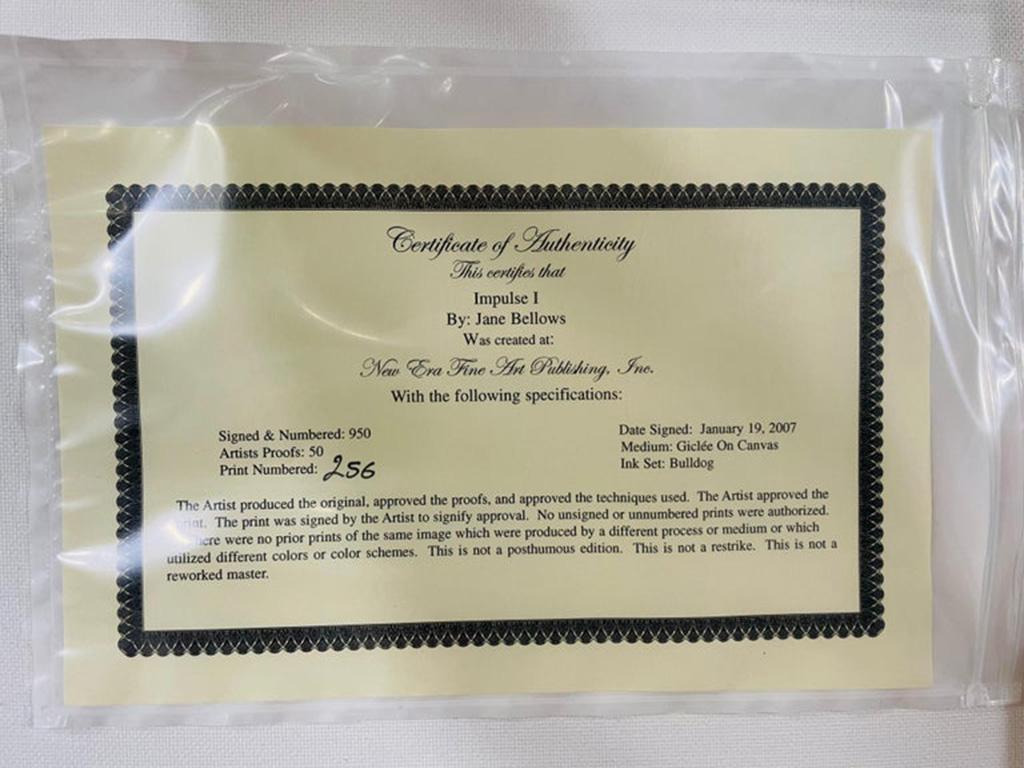 Certificate of Authenticity
This certifies that
Impulse I
By: Jane Bellows
Was created at:
New Era Fine Art Publishing, Inc.
With the following specifications:
Signed & Numbered: 950
Artists Proofs: 50
Print Numbered: 256
Date Signed: January 19, 2007
Medium: Giclée On Canvas
Ink Set: Bulldog
The Artist produced the original, approved the proofs, and approved the techniques used. The Artist approved the
print. The print was signed by the Artist to signify approval. No unsigned or unnumbered prints were authorized.
There were no prior prints of the same image which were produced by a different process or medium or which
utilized different colors or color schemes. This is not a posthumous edition. This is not a restrike. This is not a
reworked master.